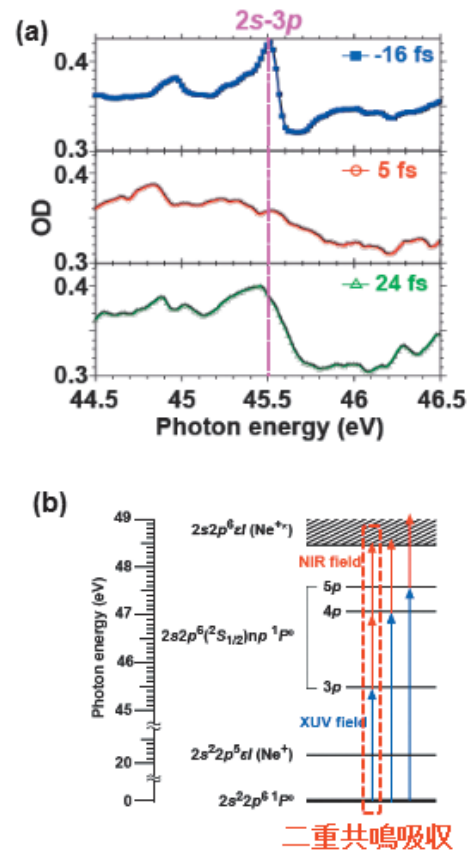 (a)
2s-3p
0.4
-16 fs
0.3
0.4
5 fs
OD
0.3
0.4
24 fs
0.3
44.5 45 45.5 46 46.5
Photon energy (eV)
(b)
49
2s2p⁶εl (Ne⁺*)
48
NIR field
5p
47
4p
2s2p⁶(²S₁/₂)np ¹Pᵒ
46
3p
45
XUV field
Photon energy (eV)
2s²2p⁵εl (Ne⁺)
20
0
2s²2p⁶ ¹Pᵒ
二重共鳴吸収